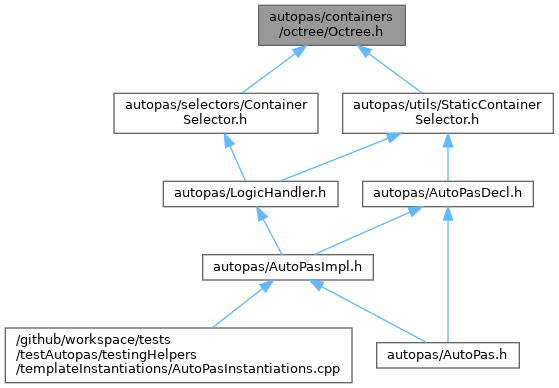 autopas/containers
/octree/Octree.h
autopas/selectors/Container
Selector.h
autopas/utils/StaticContainer
Selector.h
autopas/LogicHandler.h
autopas/AutoPasDecl.h
autopas/AutoPasImpl.h
/github/workspace/tests
/testAutopas/testingHelpers
/templateInstantiations/AutoPasInstantiations.cpp
autopas/AutoPas.h